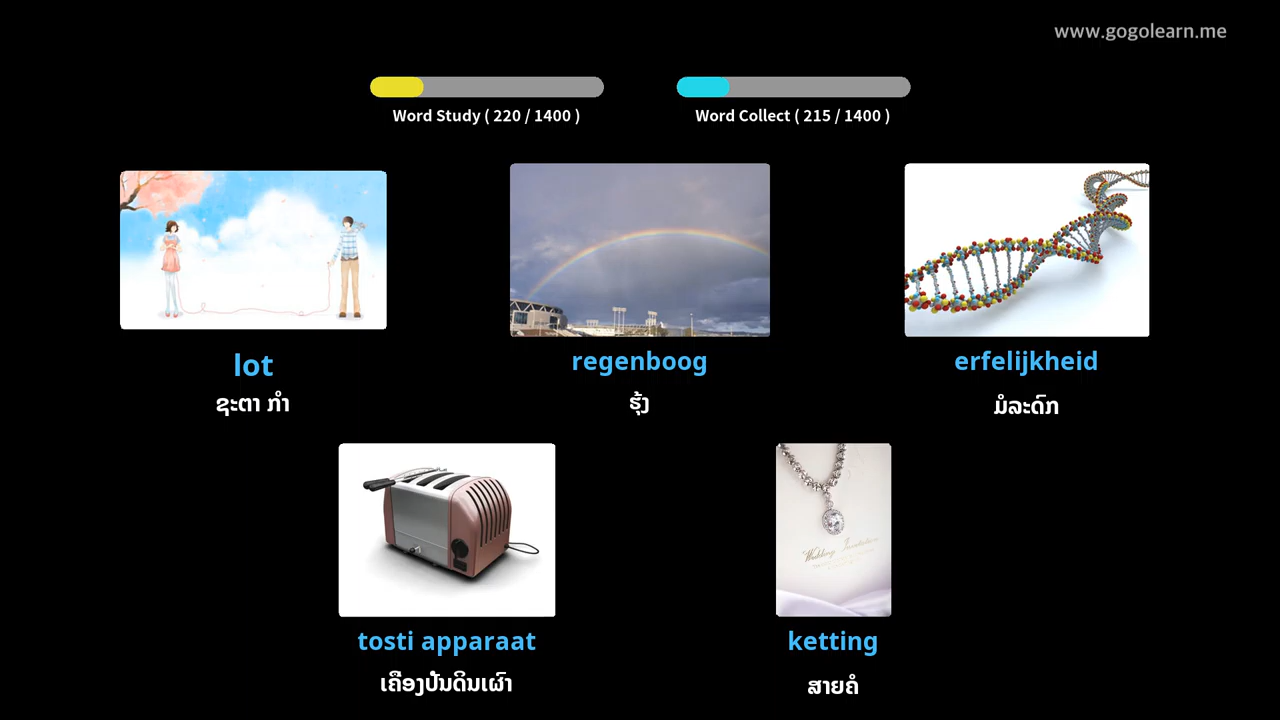 www.gogolearn.me
Word Study ( 220 / 1400 )
Word Collect ( 215 / 1400 )
lot
ຊະຕາ ກຳ
regenboog
ຮຸ້ງ
erfelijkheid
ມໍລະດົກ
tosti apparaat
ເຄື່ອງປັ່ນດິນເຜົາ
ketting
ສາຍຄໍ
Wedding Invitation